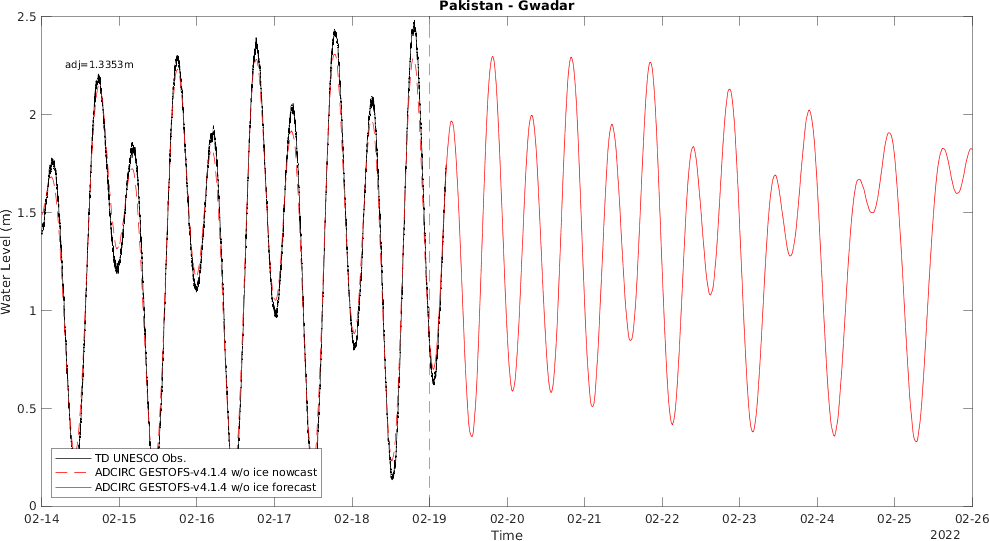 Pakistan - Gwadar
adj=1.3353m
2.5
2
1.5
1
0.5
0
Water Level (m)
TD UNESCO Obs.
ADCIRC GESTOFS-v4.1.4 w/o ice nowcast
ADCIRC GESTOFS-v4.1.4 w/o ice forecast
02-14 02-15 02-16 02-17 02-18 02-19 02-20 02-21 02-22 02-23 02-24 02-25 02-26
Time
2022